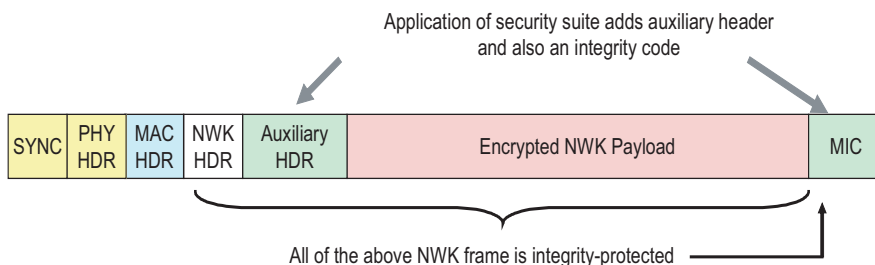 Application of security suite adds auxiliary header
and also an integrity code
SYNC
PHY
HDR
MAC
HDR
NWK
HDR
Auxiliary
HDR
Encrypted NWK Payload
MIC
All of the above NWK frame is integrity-protected